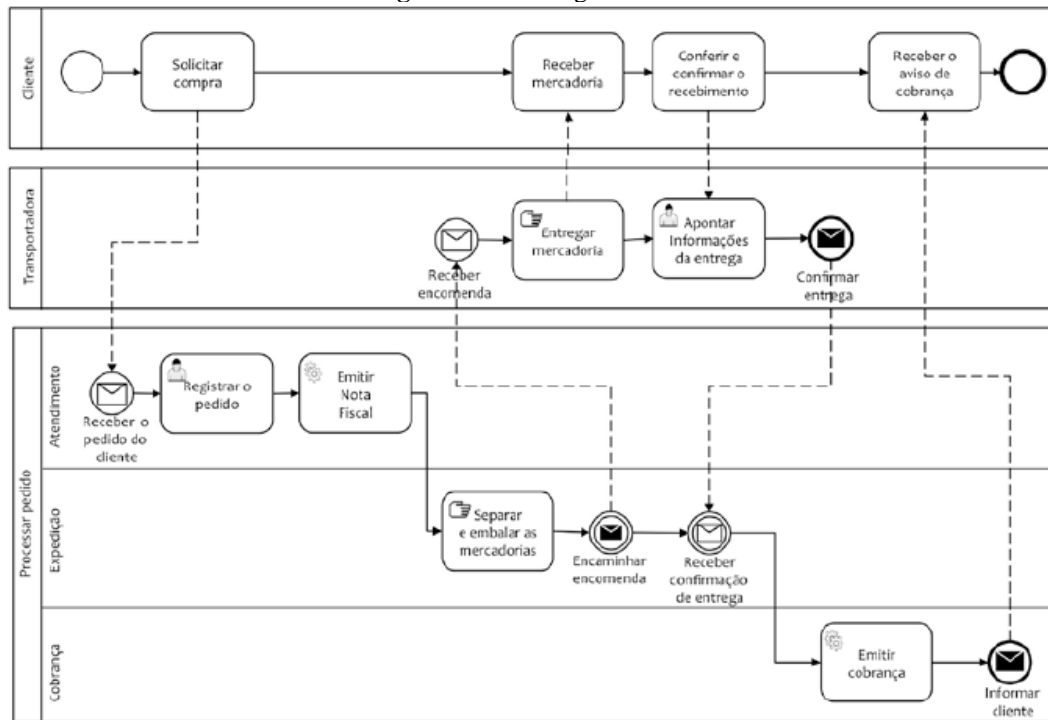 Cliente
Solicitar
compra
Receber
mercadoria
Conferir e
confirmar o
recebimento
Receber o
aviso de
cobrança
Transportadora
Receber
encomenda
Entregar
mercadoria
Apontar
Informações
da entrega
Confirmar
entrega
Processar pedido
Atendimento
Receber o
pedido do
cliente
Registrar o
pedido
Emitir
Nota
Fiscal
Expedição
Separar
e embalar as
mercadorias
Encaminhar
encomenda
Receber
confirmação
de entrega
Cobrança
Emitir
cobrança
Informar
cliente